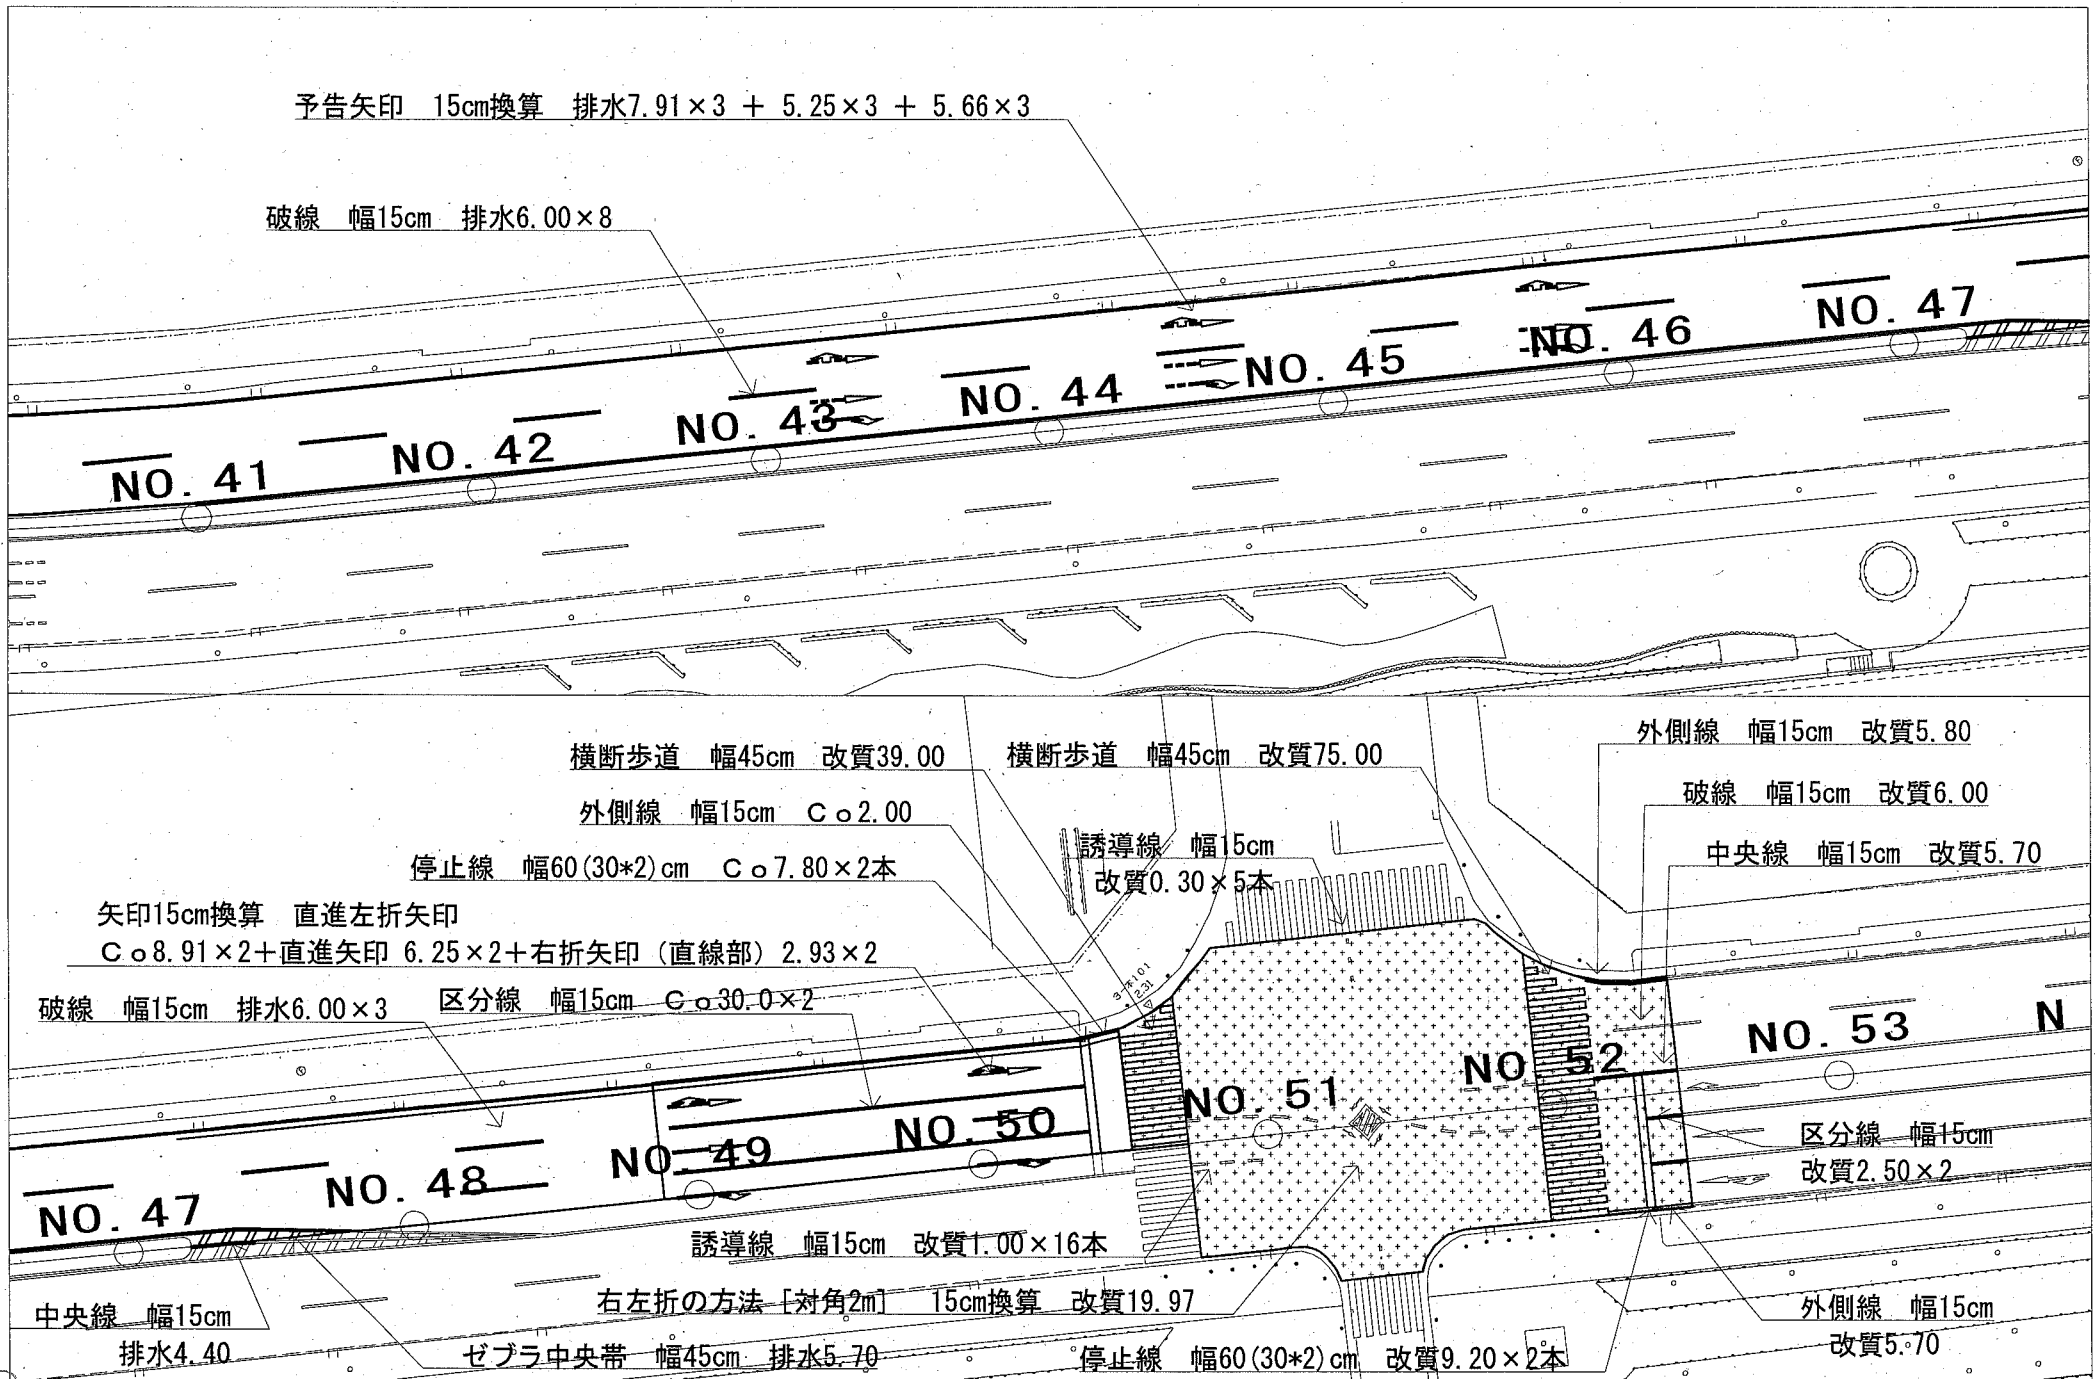 予告矢印　15cm換算　排水7.91×3 ＋ 5.25×3 ＋ 5.66×3
破線　幅15cm　排水6.00×8
NO. 41
NO. 42
NO. 43
NO. 44
NO. 45
NO. 46
NO. 47
横断歩道　幅45cm　改質39.00
横断歩道　幅45cm　改質75.00
外側線　幅15cm　改質5.80
外側線　幅15cm　Ｃｏ2.00
破線　幅15cm　改質6.00
停止線　幅60(30*2)cm　Ｃｏ7.80×2本
誘導線　幅15cm
改質0.30×5本
中央線　幅15cm　改質5.70
矢印15cm換算　直進左折矢印
Ｃｏ8.91×2＋直進矢印 6.25×2＋右折矢印（直線部）2.93×2
破線　幅15cm　排水6.00×3
区分線　幅15cm　Ｃｏ30.0×2
NO. 47
NO. 48
NO. 49
NO. 50
NO. 51
NO. 52
NO. 53
N
区分線　幅15cm
改質2.50×2
誘導線　幅15cm　改質1.00×16本
右左折の方法［対角2m］　15cm換算　改質19.97
中央線　幅15cm
排水4.40
ゼブラ中央帯　幅45cm　排水5.70
停止線　幅60(30*2)cm　改質9.20×2本
外側線　幅15cm
改質5.70